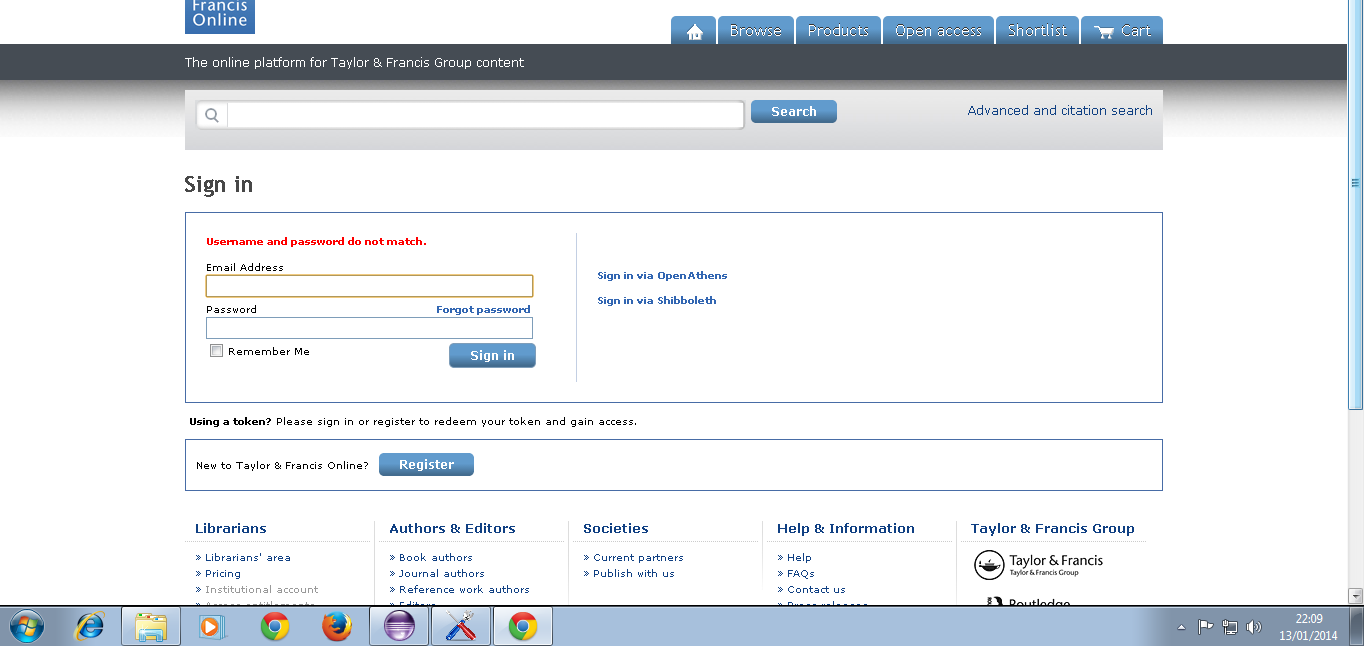 Francis
Online
Browse
Products
Open access
Shortlist
Cart
The online platform for Taylor & Francis Group content
Search
Advanced and citation search
Sign in
Username and password do not match.
Email Address
Password
Forgot password
Remember Me
Sign in
Sign in via OpenAthens
Sign in via Shibboleth
Using a token? Please sign in or register to redeem your token and gain access.
New to Taylor & Francis Online?
Register
Librarians
» Librarians' area
» Pricing
» Institutional account
» Access entitlements
Authors & Editors
» Book authors
» Journal authors
» Reference work authors
» Editors
Societies
» Current partners
» Publish with us
Help & Information
» Help
» FAQs
» Contact us
» Press releases
Taylor & Francis Group
Taylor & Francis
Taylor & Francis Group
Routledge
22:09
13/01/2014